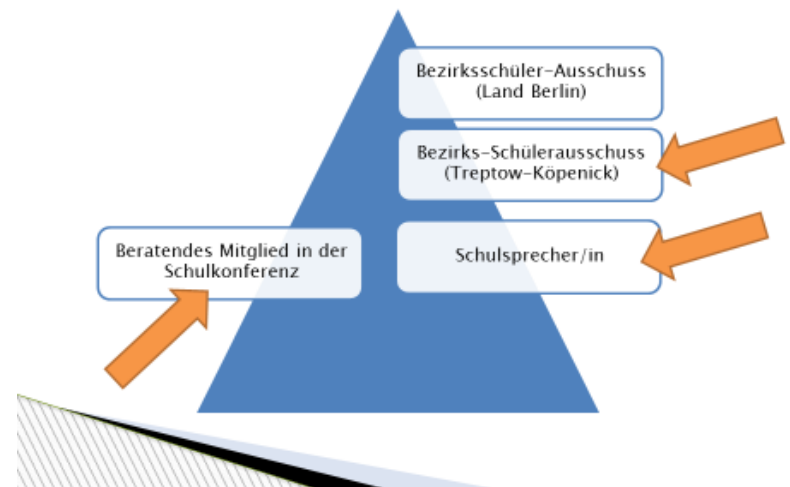 Bezirksschüler-Ausschuss
(Land Berlin)
Bezirks-Schülerausschuss
(Treptow-Köpenick)
Beratendes Mitglied in der
Schulkonferenz
Schulsprecher/in